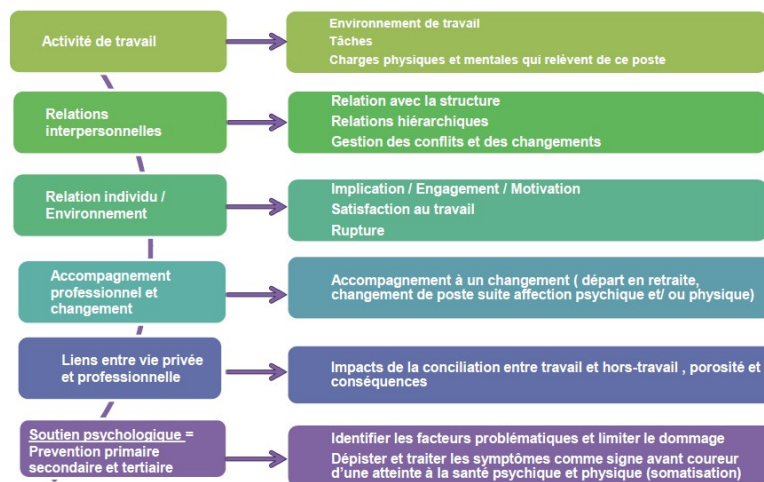 Activité de travail
Environnement de travail
Tâches
Charges physiques et mentales qui relèvent de ce poste
Relations
interpersonnelles
Relation avec la structure
Relations hiérarchiques
Gestion des conflits et des changements
Relation individu /
Environnement
Implication / Engagement / Motivation
Satisfaction au travail
Rupture
Accompagnement
professionnel et
changement
Accompagnement à un changement ( départ en retraite,
changement de poste suite affection psychique et/ ou physique)
Liens entre vie privée
et professionnelle
Impacts de la conciliation entre travail et hors-travail , porosité et
conséquences
Soutien psychologique =
Prevention primaire
secondaire et tertiaire
Identifier les facteurs problématiques et limiter le dommage
Dépister et traiter les symptômes comme signe avant coureur
d'une atteinte à la santé psychique et physique (somatisation)